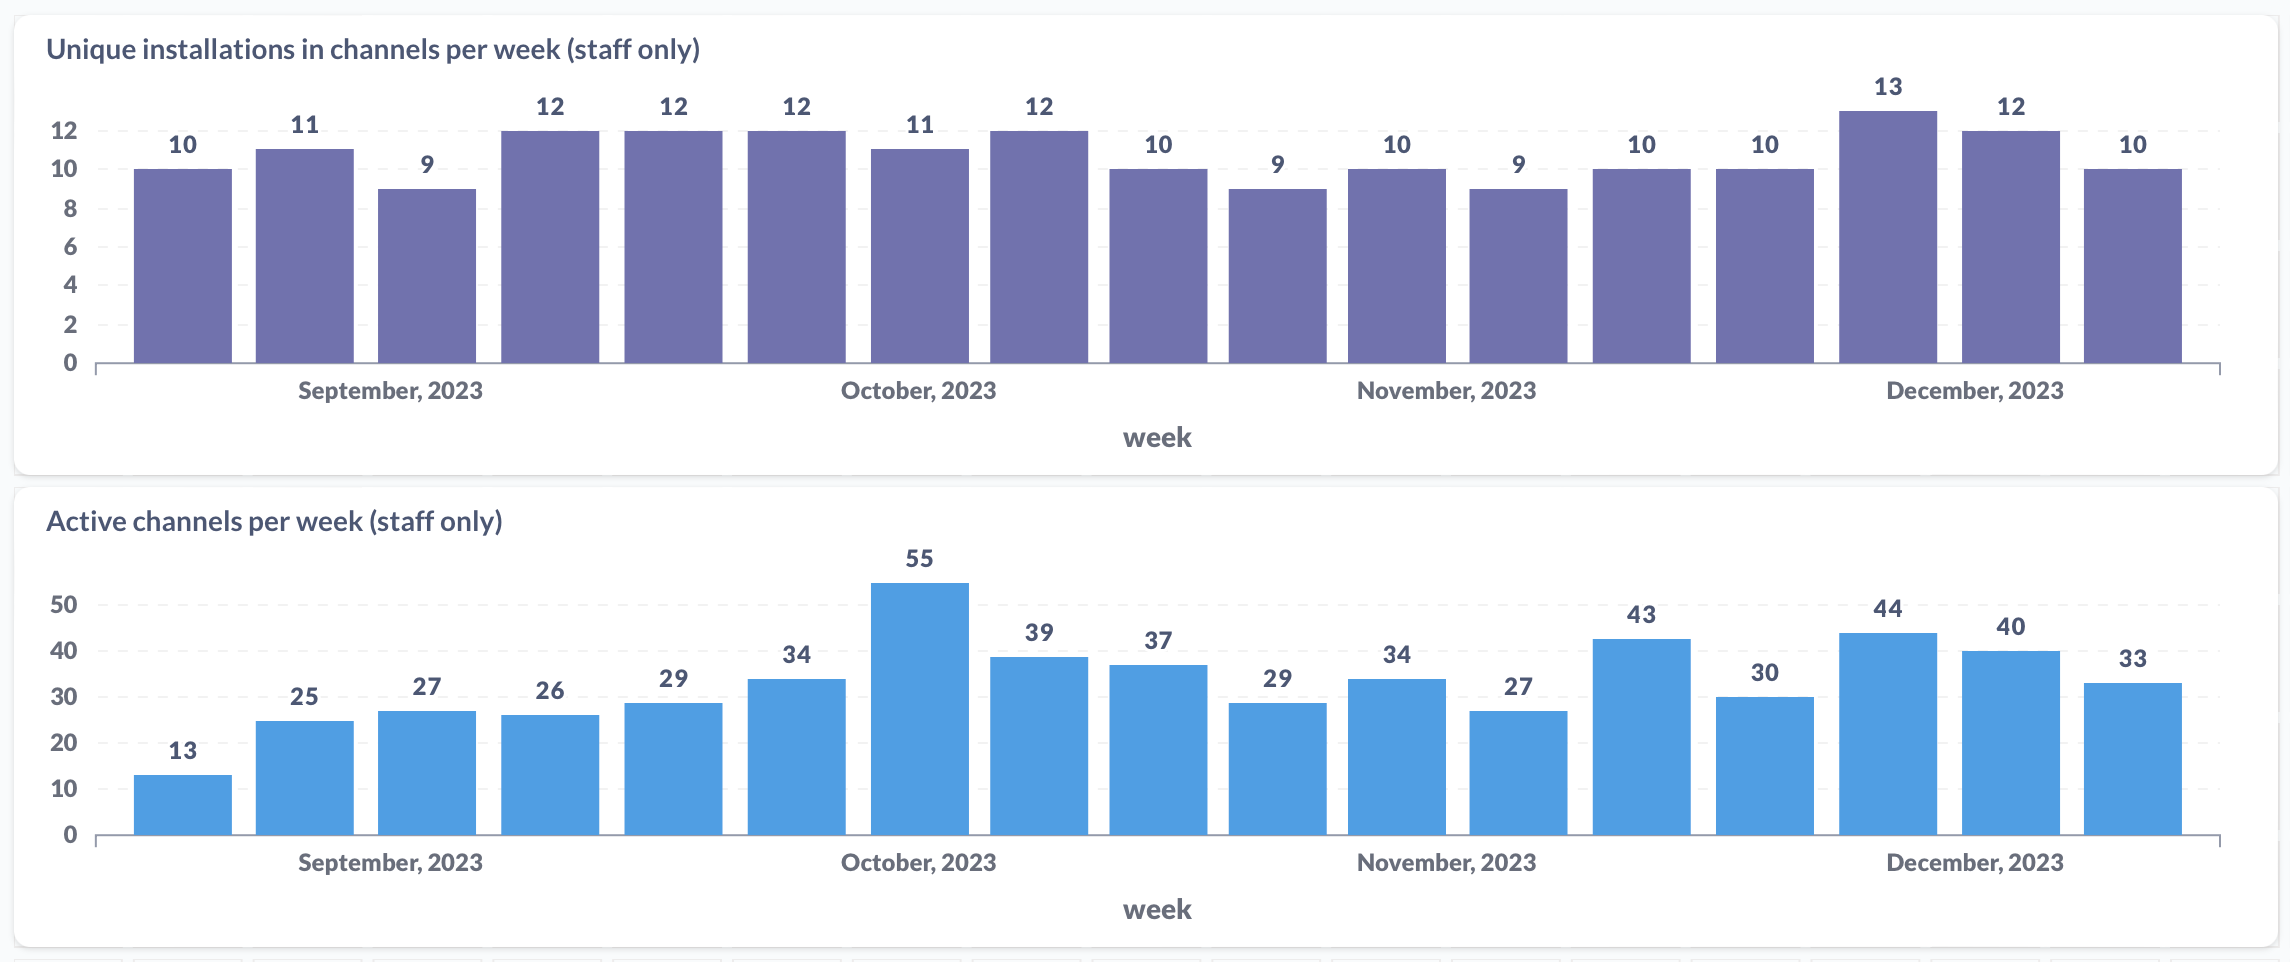 Unique installations in channels per week (staff only)
13
12 12 12 12 12
11 11
12
10 10 10 10 10 10
9 9 9
10
8
6
4
2
0
September, 2023 October, 2023 November, 2023 December, 2023
week
Active channels per week (staff only)
55
50
44
43
40
39
37
40
34 34
33
30
29 29
27 26 27
25
30
20
13
10
0
September, 2023 October, 2023 November, 2023 December, 2023
week